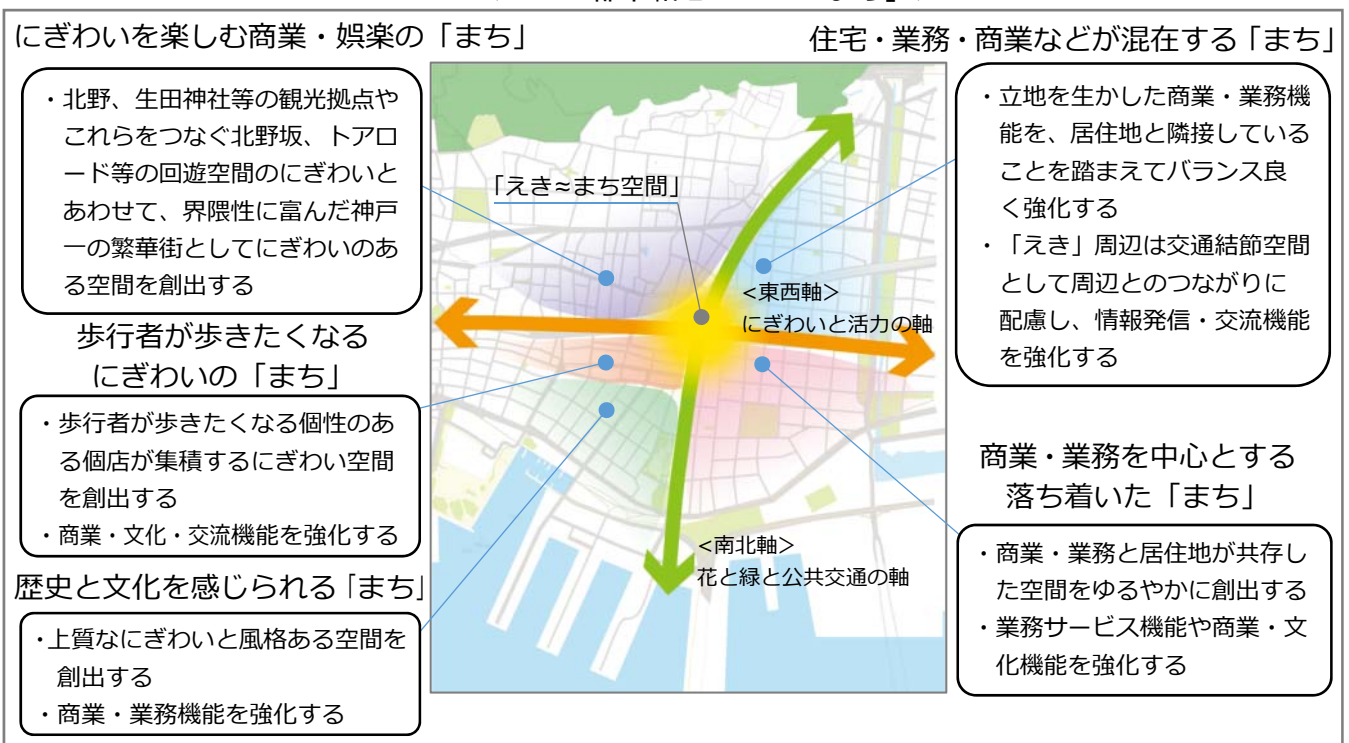 にぎわいを楽しむ商業・娯楽の「まち」
・北野、生田神社等の観光拠点や
これらをつなぐ北野坂、トアロ
ード等の回遊空間のにぎわいと
あわせて、界隈性に富んだ神戸
一の繁華街としてにぎわいのあ
る空間を創出する
歩行者が歩きたくなる
にぎわいの「まち」
・歩行者が歩きたくなる個性のあ
る個店が集積するにぎわい空間
を創出する
・商業・文化・交流機能を強化する
歴史と文化を感じられる「まち」
・上質なにぎわいと風格ある空間を
創出する
・商業・業務機能を強化する
「えき≈まち空間」
<東西軸>
にぎわいと活力の軸
<南北軸>
花と緑と公共交通の軸
住宅・業務・商業などが混在する「まち」
・立地を生かした商業・業務機
能を、居住地と隣接している
ことを踏まえてバランス良
く強化する
・「えき」周辺は交通結節空間
として周辺とのつながりに
配慮し、情報発信・交流機能
を強化する
商業・業務を中心とする
落ち着いた「まち」
・商業・業務と居住地が共存し
た空間をゆるやかに創出する
・業務サービス機能や商業・文
化機能を強化する